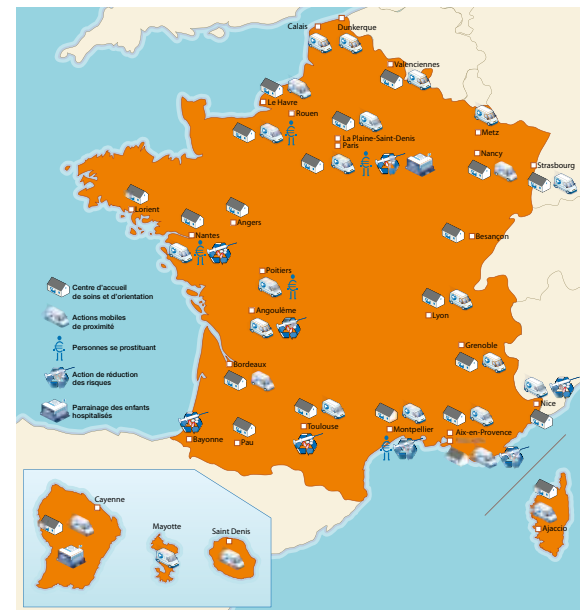 Calais
Dunkerque
Valenciennes
Le Havre
Rouen
La Plaine-Saint-Denis
Paris
Metz
Nancy
Strasbourg
Lorient
Angers
Nantes
Besançon
Poitiers
Angoulême
Lyon
Grenoble
Bordeaux
Nice
Bayonne
Pau
Toulouse
Montpellier
Aix-en-Provence
Ajaccio
Centre d'accueil
de soins et d'orientation
Actions mobiles
de proximité
Personnes se prostituant
Action de réduction
des risques
Parrainage des enfants
hospitalisés
Cayenne
Mayotte
Saint Denis